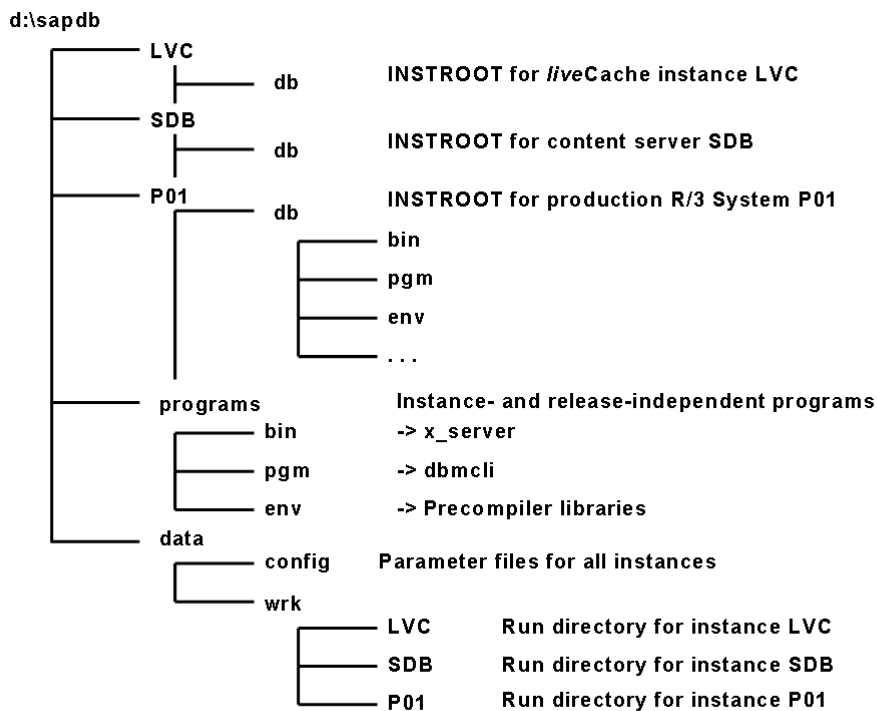 d:\sapdb
LVC
db INSTROOT for liveCache instance LVC
SDB
db INSTROOT for content server SDB
P01
db INSTROOT for production R/3 System P01
bin
pgm
env
. . .
programs Instance- and release-independent programs
bin -> x_server
pgm -> dbmcli
env -> Precompiler libraries
data
config Parameter files for all instances
wrk
LVC Run directory for instance LVC
SDB Run directory for instance SDB
P01 Run directory for instance P01